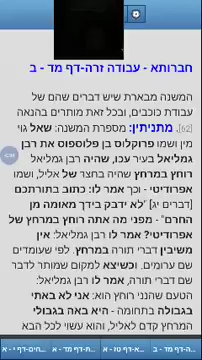 חברותא - עבודה זרה-דף מד - ב
המשנה מבארת שיש דברים שהם של
עבודת כוכבים, ובכל זאת מותרים בהנאה
[62]. מתניתין: מספרת המשנה: שאל גוי
מין ושמו פרוקלוס בן פלוספוס את רבן
גמליאל בעיר עכו, שהיה רבן גמליאל
רוחץ במרחץ שהיה בחצר של אליל, ושמו
אפרודיטי - וכך אמר לו: כתוב בתורתכם
[דברים יג] "לא ידבק בידך מאומה מן
החרם" - מפני מה אתה רוחץ במרחץ של
אפרודיטי? אמר לו רבן גמליאל: אין
משיבין דברי תורה במרחץ. לפי שעומדים
שם ערומים. וכשיצא למקום שמותר לדבר
שם דברי תורה, אמר לו רבן גמליאל:
הטעם שהנני רוחץ הוא: אני לא באתי
בגבולה בתחומה - היא באה בגבולי
המרחץ קדם לאליל, והוא עשוי לכל הבא